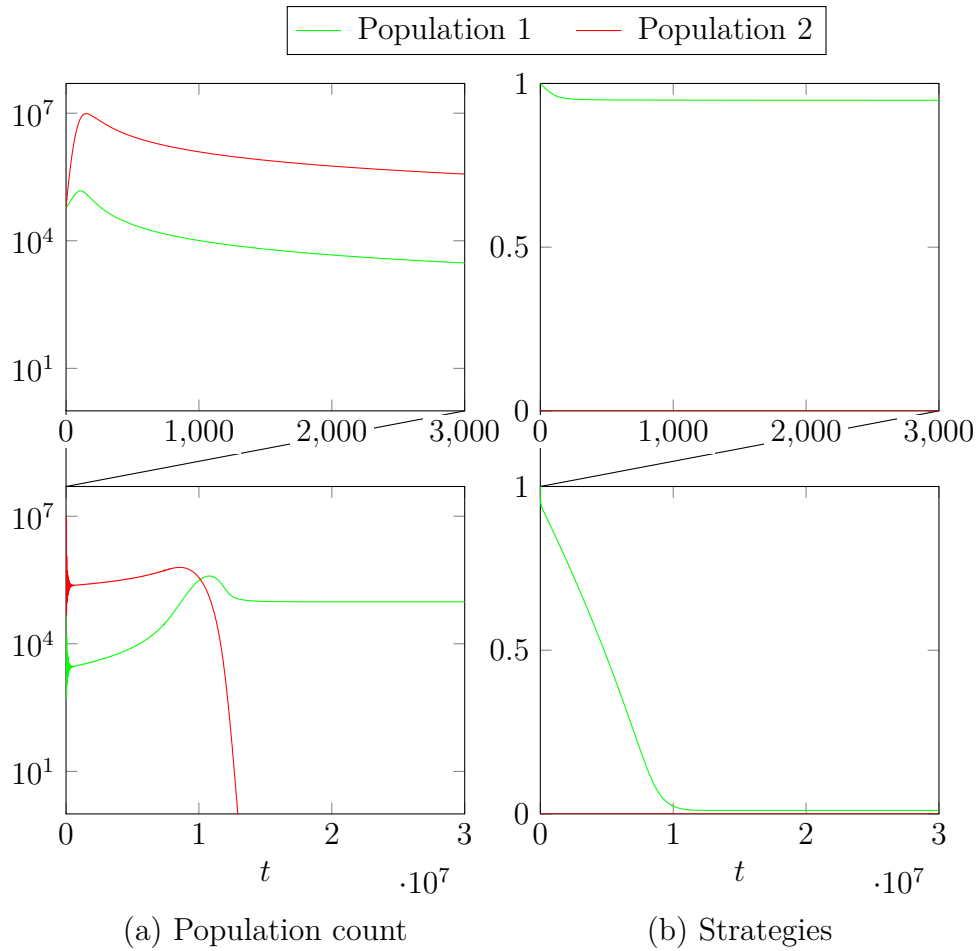 Population 1 Population 2
10^7
10^4
10^1
0 1,000 2,000 3,000
1
0.5
0
0 1,000 2,000 3,000
10^7
10^4
10^1
0 1 2 3
t
·10^7
1
0.5
0
0 1 2 3
t
·10^7
(a) Population count
(b) Strategies